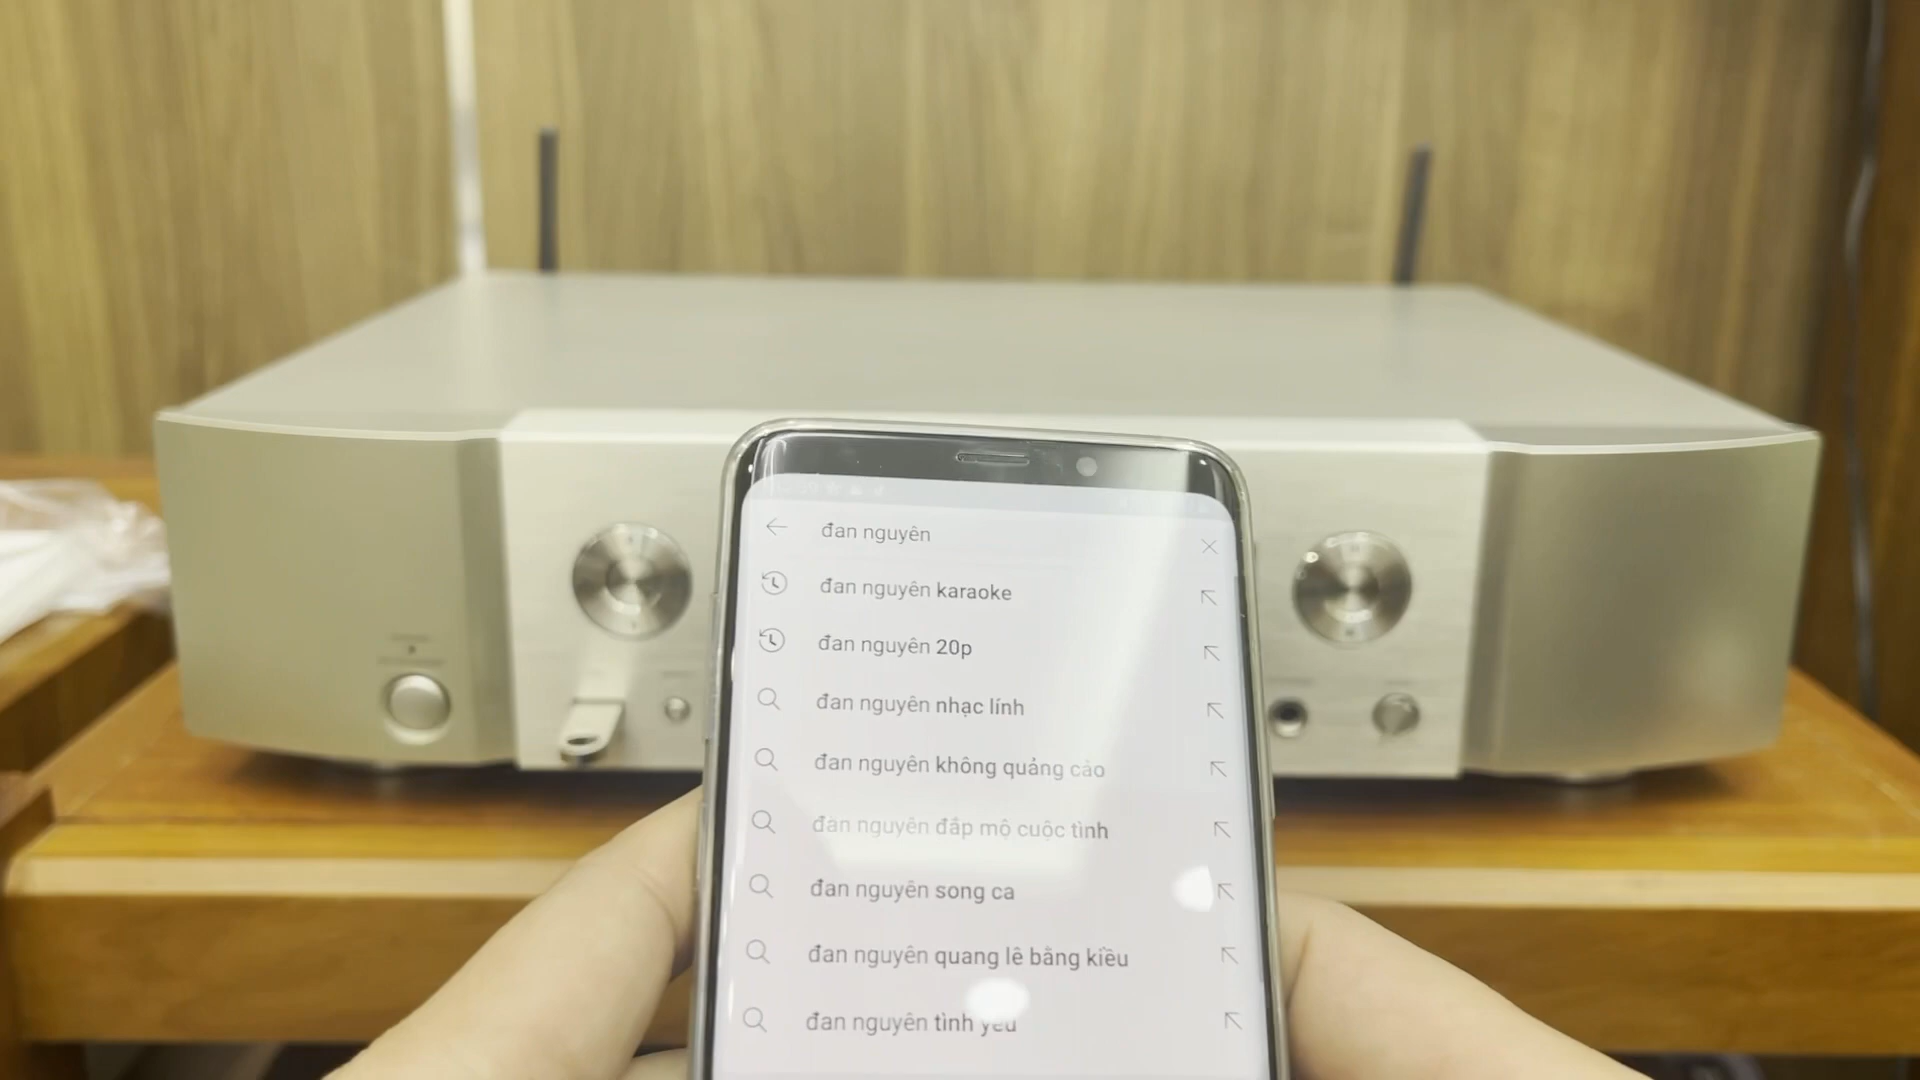 đan nguyên
đan nguyên karaoke
đan nguyên 20p
đan nguyên nhạc lính
đan nguyên không quảng cáo
đan nguyên đắp mộ cuộc tình
đan nguyên song ca
đan nguyên quang lê băng kiều
đan nguyên tình yêu